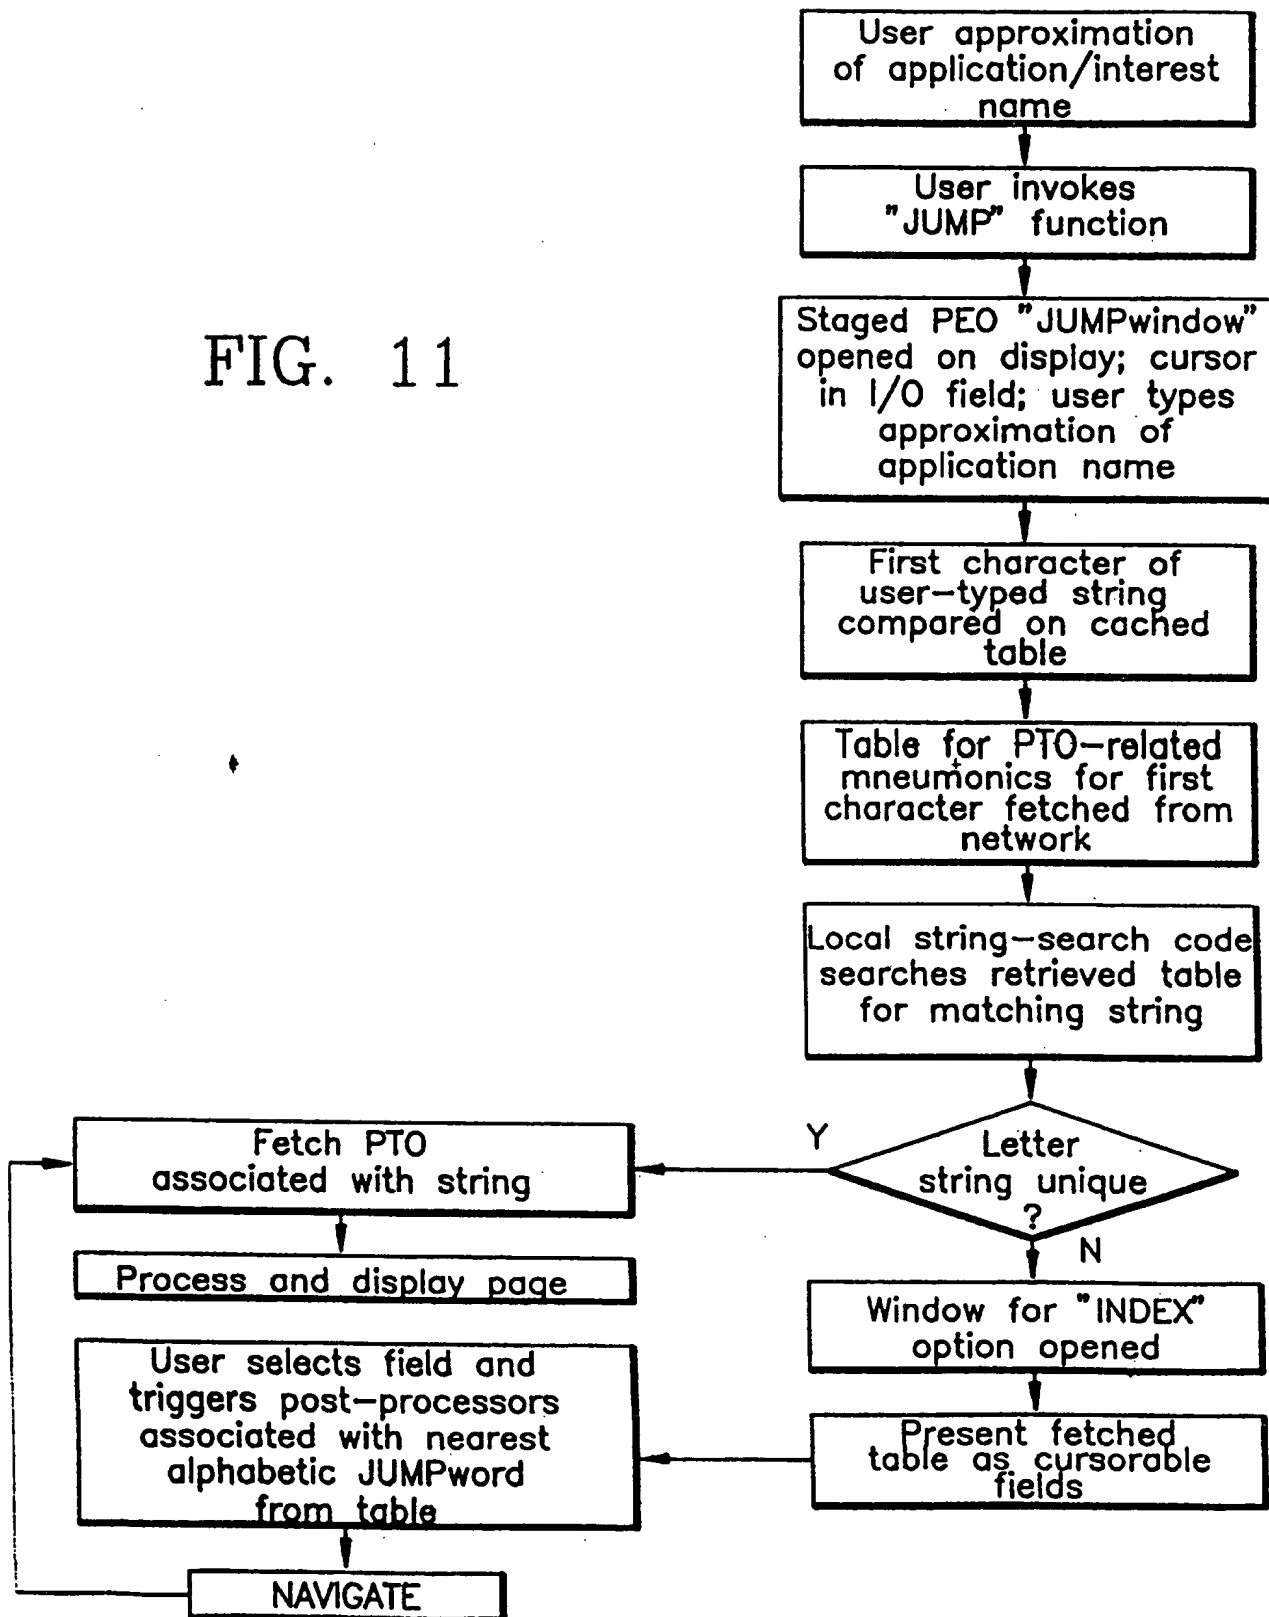 User approximation
of application/interest
name
User invokes
"JUMP" function
FIG. 11
Staged PEO "JUMPwindow"
opened on display; cursor
in I/O field; user types
approximation of
application name
First character of
user-typed string
compared on cached
table
Table for PTO-related
mneumonics for first
character fetched from
network
Local string-search code
searches retrieved table
for matching string
Letter
string unique
?
Y
N
Fetch PTO
associated with string
Process and display page
Window for "INDEX"
option opened
Present fetched
table as cursorable
fields
User selects field and
triggers post-processors
associated with nearest
alphabetic JUMPword
from table
NAVIGATE